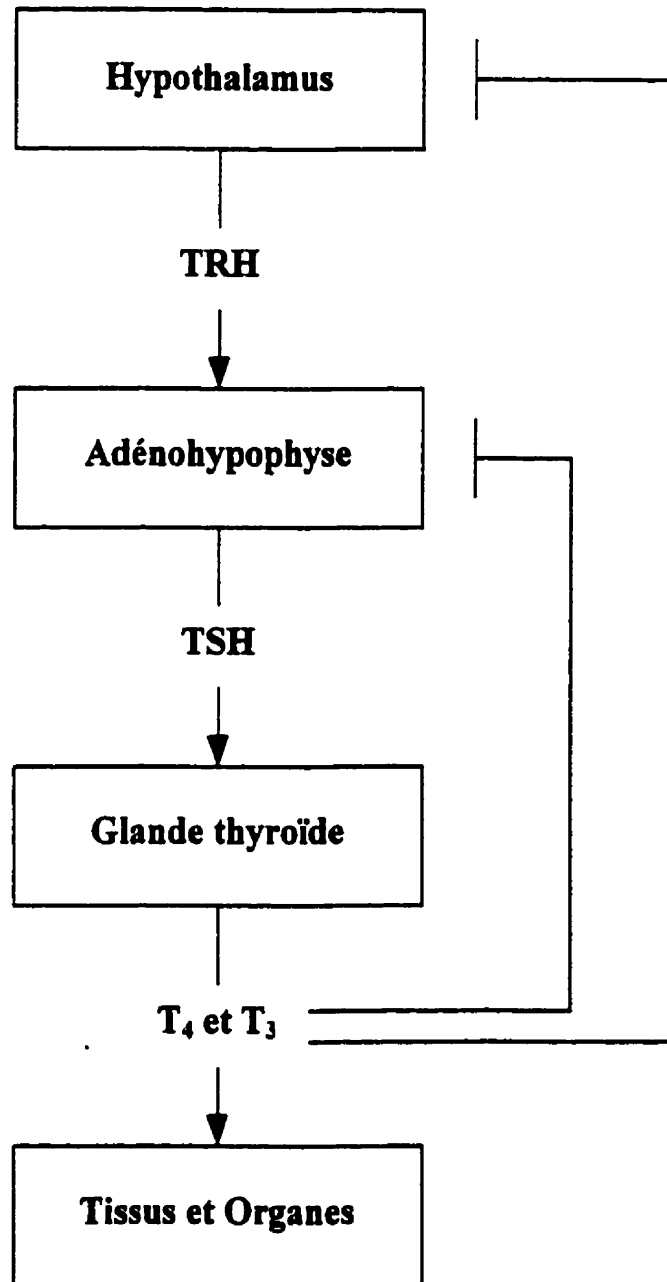 Hypothalamus
TRH
Adénohypophyse
TSH
Glande thyroïde
T₄ et T₃
Tissus et Organes